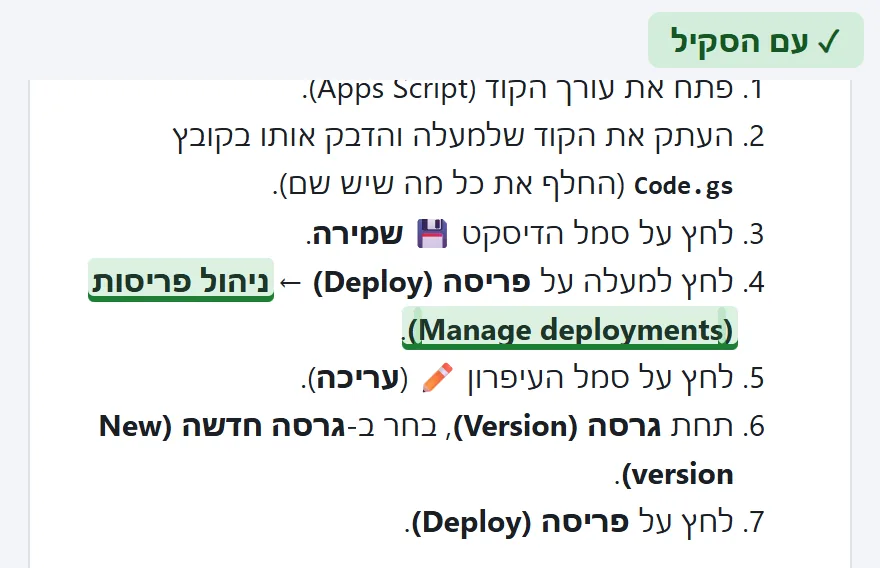 ✓ עם הסקיל
1. פתח את עורך הקוד (Apps Script).
2. העתק את הקוד שלמעלה והדבק אותו בקובץ
Code.gs (החלף את כל מה שיש שם).
3. לחץ על סמל הדיסקט 💾 שמירה.
4. לחץ למעלה על פריסה (Deploy) ← ניהול פריסות
(Manage deployments).
5. לחץ על סמל העיפרון ✏️ (עריכה).
6. תחת גרסה (Version), בחר ב-גרסה חדשה (New
version).
7. לחץ על פריסה (Deploy).